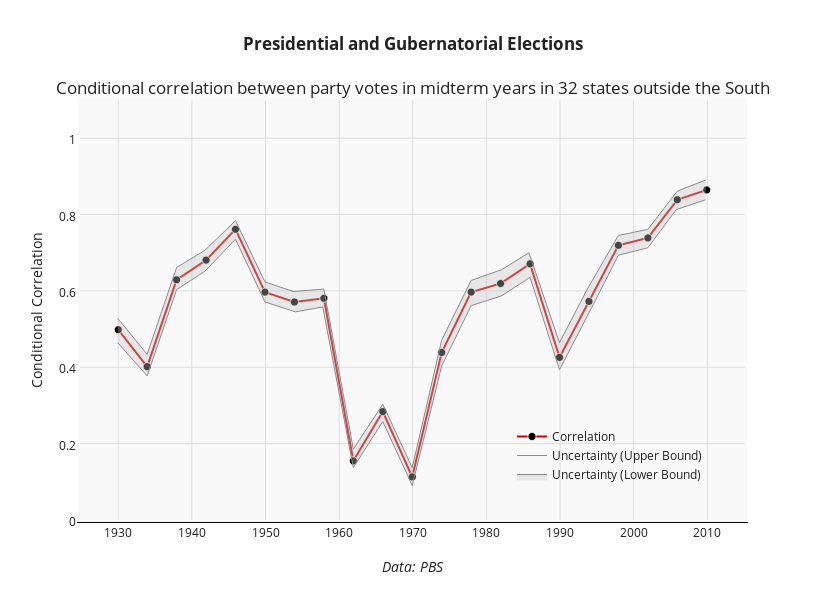 Presidential and Gubernatorial Elections
Conditional correlation between party votes in midterm years in 32 states outside the South
Conditional Correlation
1
0.8
0.6
0.4
0.2
0
Correlation
Uncertainty (Upper Bound)
Uncertainty (Lower Bound)
1930 1940 1950 1960 1970 1980 1990 2000 2010
Data: PBS